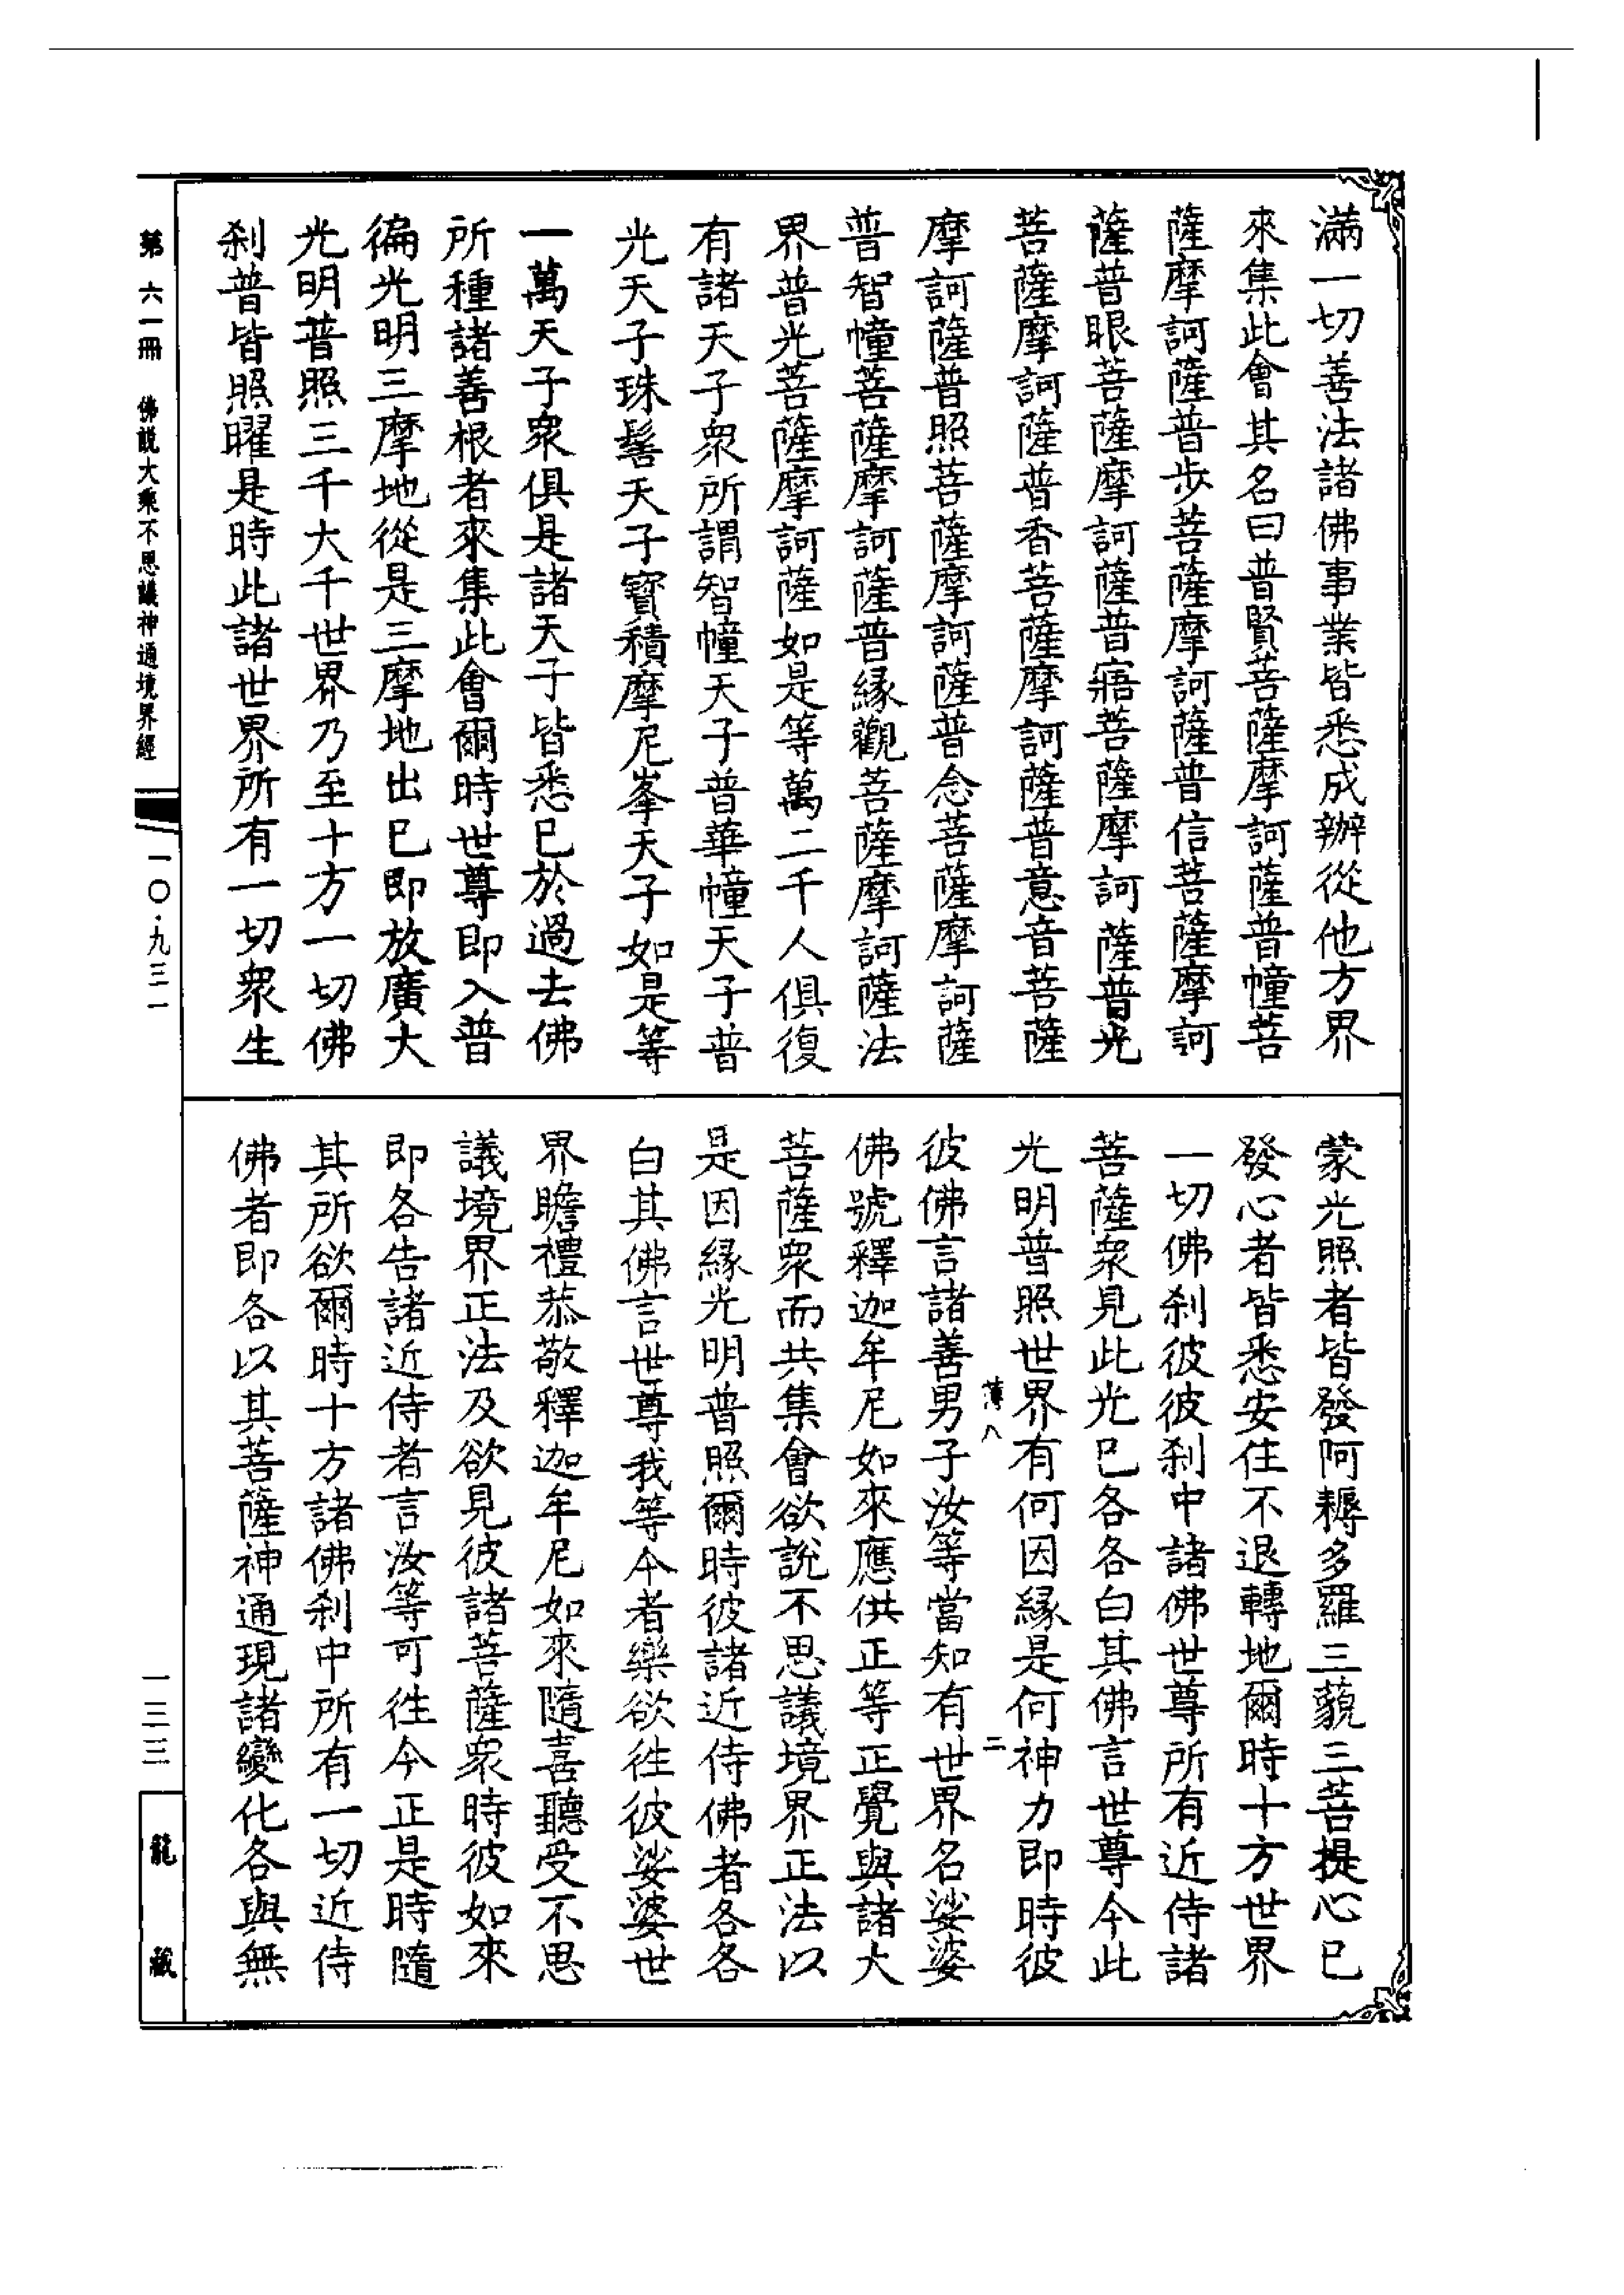 滿一切善法諸佛事業皆悉成辦從他方界
來集此會其名曰普賢菩薩摩訶薩普幢菩
薩摩訶薩普步菩薩摩訶薩普信菩薩摩訶
薩普眼菩薩摩訶薩普寤菩薩摩訶薩普光
菩薩摩訶薩普香菩薩摩訶薩普意音菩薩
摩訶薩普照菩薩摩訶薩普念菩薩摩訶薩
普智幢菩薩摩訶薩普緣觀菩薩摩訶薩法
界普光菩薩摩訶薩如是等萬二千人俱復
有諸天子衆所謂智幢天子普華幢天子普
光天子珠髻天子寳積摩尼峯天子如是等
一萬天子衆俱是諸天子皆悉已於過去佛
所種諸善根者來集此會爾時世尊即入普
徧光明三摩地從是三摩地出已即放廣大
光明普照三千大千世界乃至十方一切佛
刹普皆照曜是時此諸世界所有一切衆生
蒙光照者皆發阿耨多羅三藐三菩提心已
發心者皆悉安住不退轉地爾時十方世界
一切佛刹彼彼刹中諸佛世尊所有近侍諸
菩薩衆見此光已各各白其佛言世尊今此
光明普照世界有何因緣是何神力即時彼
薄八 二
彼佛言諸善男子汝等當知有世界名娑婆
佛號釋迦牟尼如來應供正等正覺與諸大
菩薩衆而共集會欲說不思議境界正法以
是因緣光明普照爾時彼諸近侍佛者各各
白其佛言世尊我等今者樂欲往彼娑婆世
界瞻禮恭敬釋迦牟尼如來隨喜聽受不思
議境界正法及欲見彼諸菩薩衆時彼如來
即各告諸近侍者言汝等可往今正是時隨
其所欲爾時十方諸佛刹中所有一切近侍
佛者即各以其菩薩神通現諸變化各與無
第六一冊 佛說大乘不思議神通境界經
一〇·九三一
一三三
龍藏